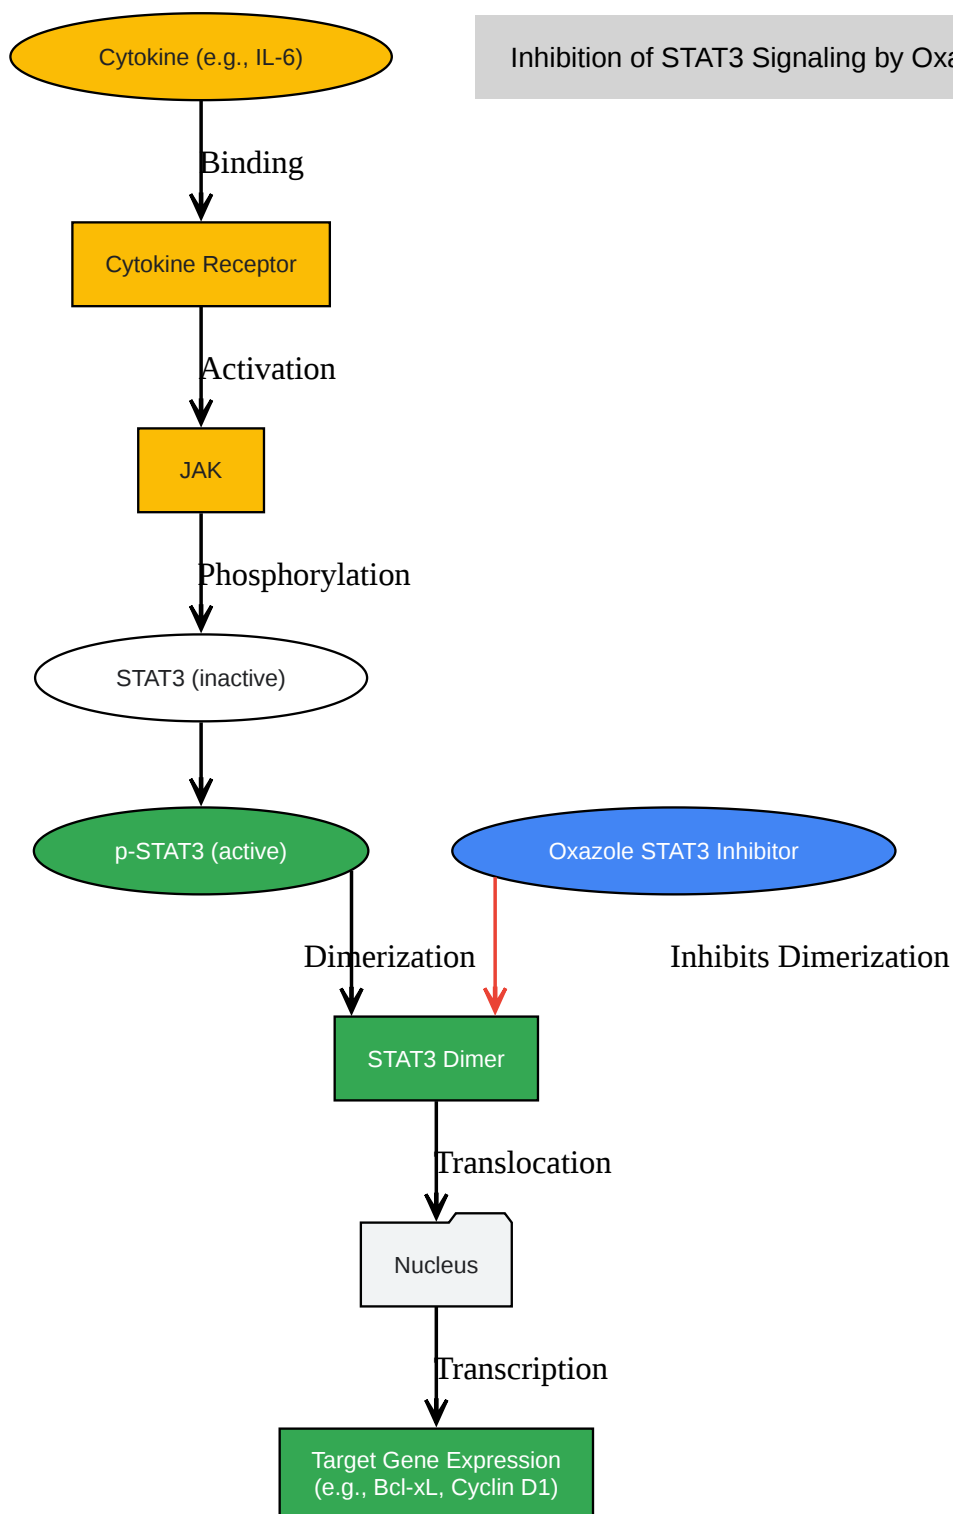 Cytokine (e.g., IL-6)
Inhibition of STAT3 Signaling by
Binding
Cytokine Receptor
Activation
JAK
Phosphorylation
STAT3 (inactive)
p-STAT3 (active)
Oxazole STAT3 Inhibitor
Dimerization
Inhibits Dimerization
STAT3 Dimer
Translocation
Nucleus
Transcription
Target Gene Expression
(e.g., Bcl-xL, Cyclin D1)